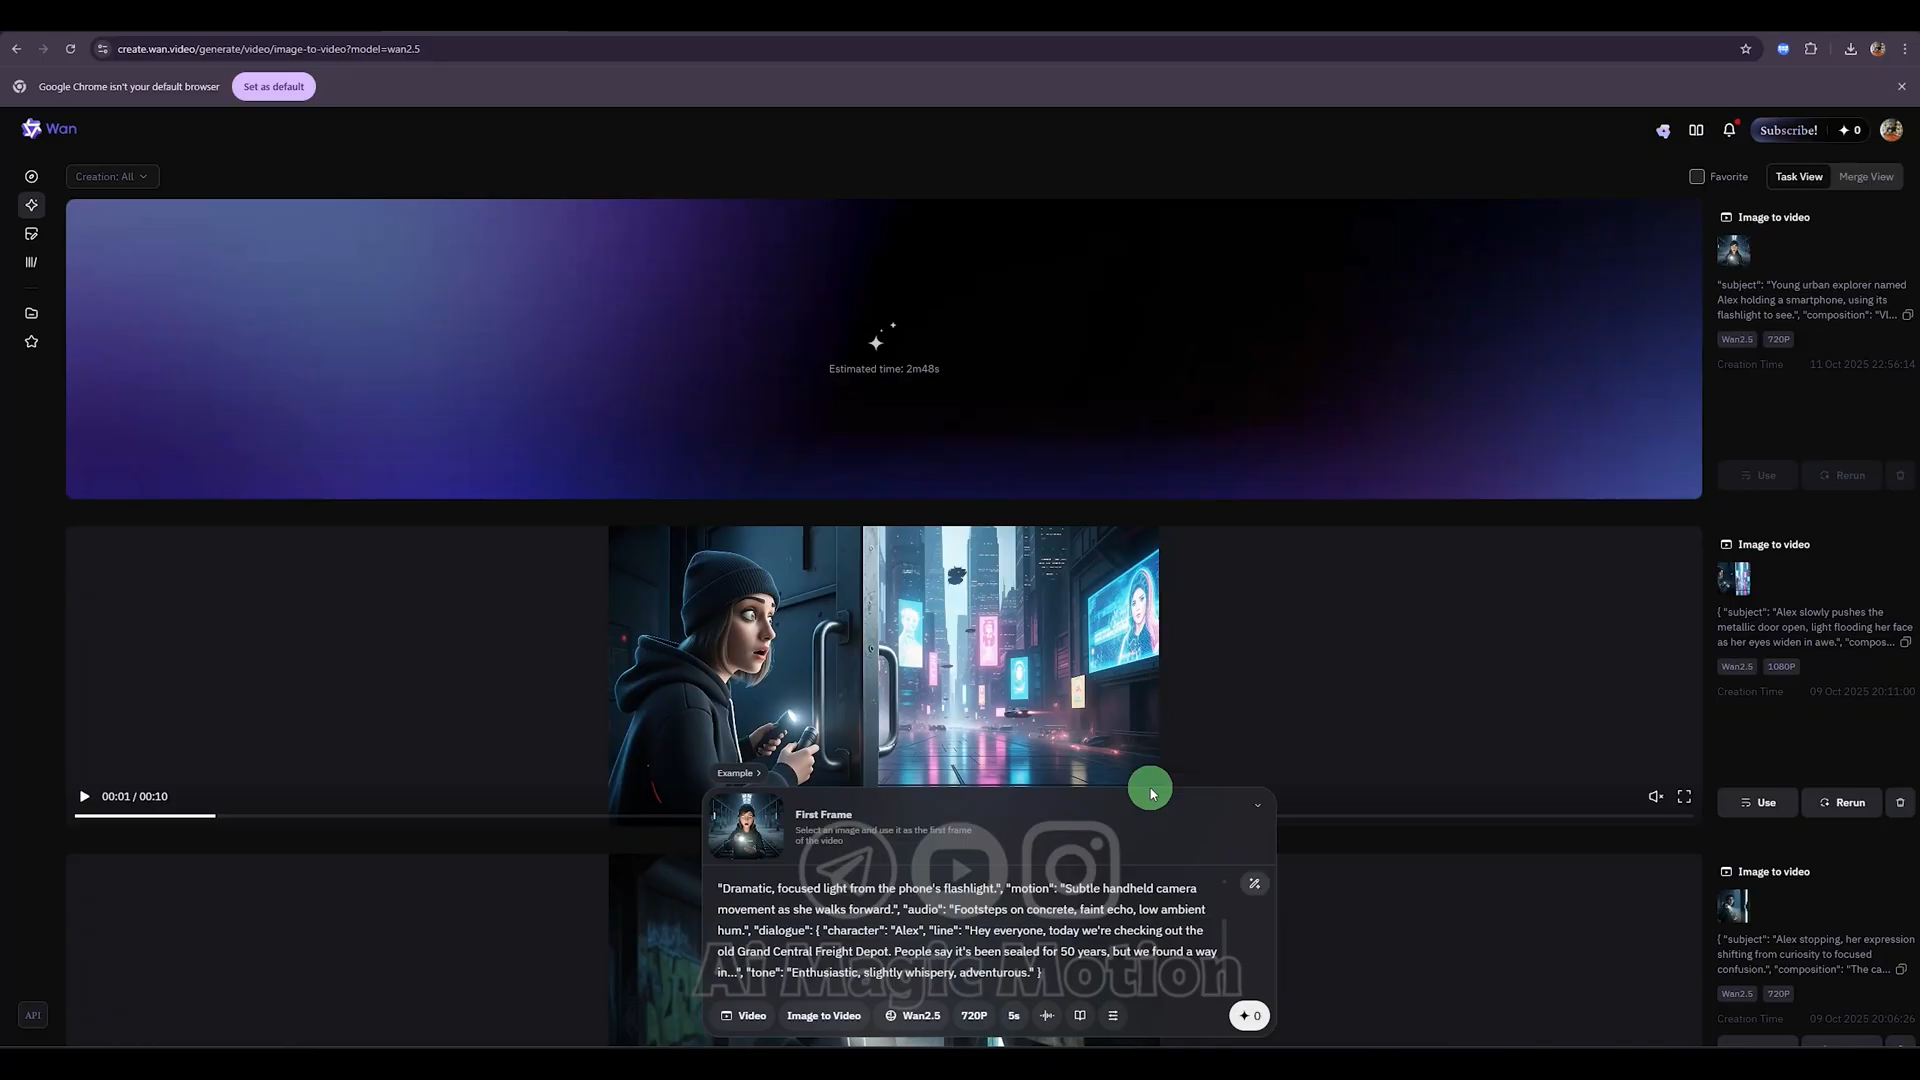 create.wan.video/generate/video/image-to-video?model=wan2.5
Google Chrome isn't your default browser
Set as default
Wan
Subscribe!
0
Creation: All
Favorite
Task View
Merge View
Estimated time: 2m48s
Image to video
"subject": "Young urban explorer named
Alex holding a smartphone, using its
flashlight to see.", "composition": "VI...
Wan2.5
720P
Creation Time
11 Oct 2025 22:56:14
Use
Rerun
Image to video
{ "subject": "Alex slowly pushes the
metallic door open, light flooding her face
as her eyes widen in awe.", "compos...
Wan2.5
1080P
Creation Time
09 Oct 2025 20:11:00
00:01 / 00:10
Use
Rerun
Example
First Frame
Select an image and use it as the first frame
of the video
"Dramatic, focused light from the phone's flashlight.", "motion": "Subtle handheld camera
movement as she walks forward.", "audio": "Footsteps on concrete, faint echo, low ambient
hum.", "dialogue": { "character": "Alex", "line": "Hey everyone, today we're checking out the
old Grand Central Freight Depot. People say it's been sealed for 50 years, but we found a way
in...", "tone": "Enthusiastic, slightly whispery, adventurous." }
Ai Magic Motion
Video
Image to Video
Wan2.5
720P
5s
0
Image to video
{ "subject": "Alex stopping, her expression
shifting from curiosity to focused
confusion.", "composition": "The ca...
Wan2.5
720P
Creation Time
09 Oct 2025 20:06:26
API